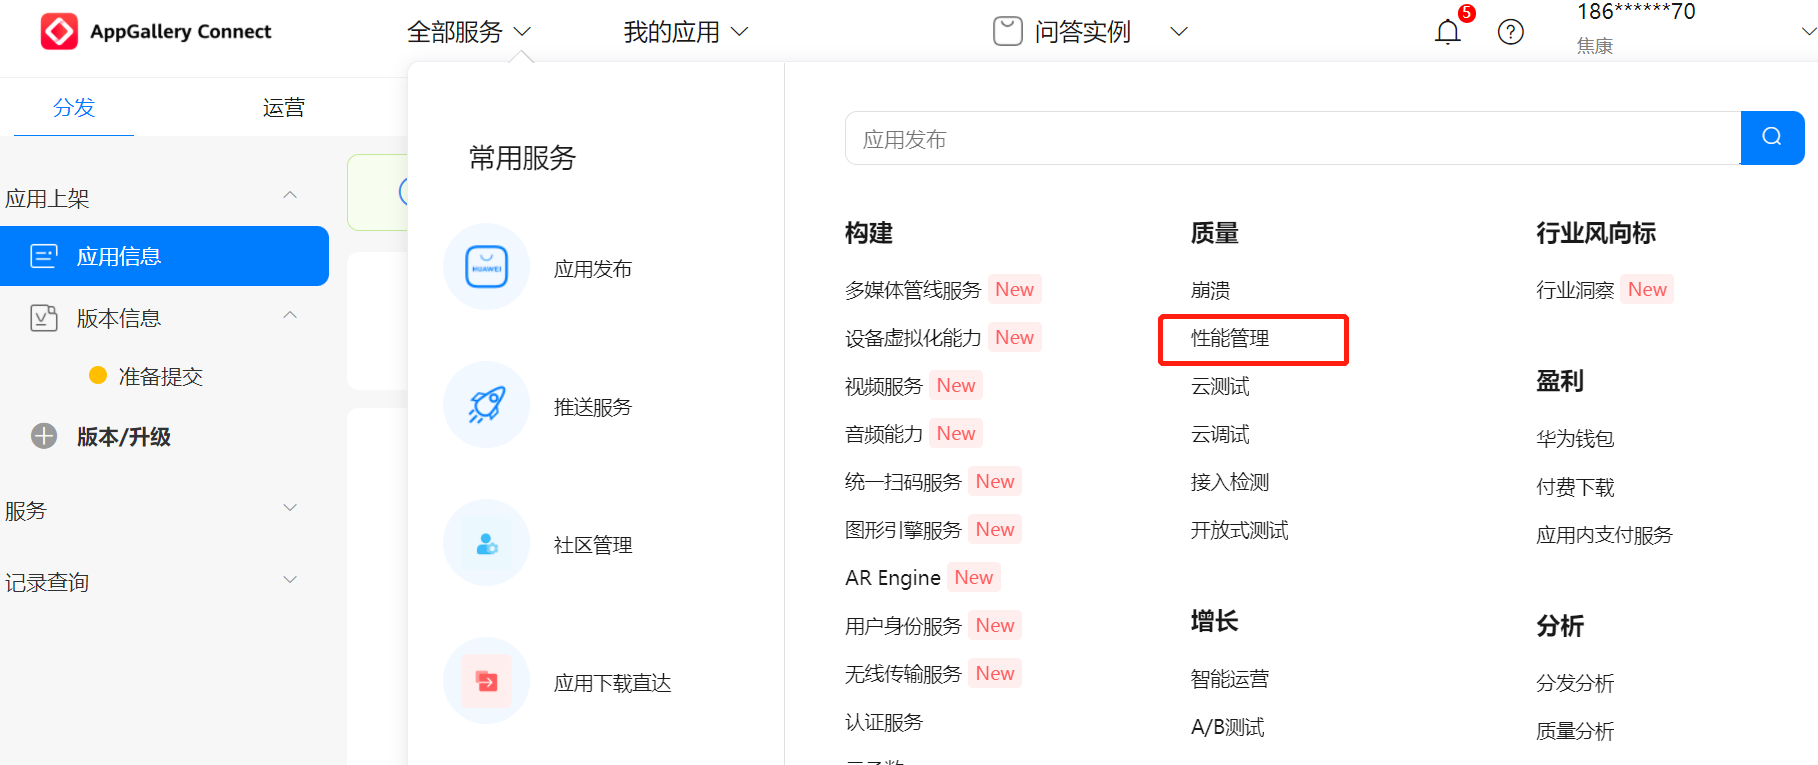 AppGallery Connect
全部服务
我的应用
问答实例
5
186******70
焦康
分发
运营
应用上架
应用信息
版本信息
准备提交
版本/升级
服务
记录查询
常用服务
HUAWEI
应用发布
推送服务
社区管理
应用下载直达
应用发布
构建
多媒体管线服务 New
设备虚拟化能力 New
视频服务 New
音频能力 New
统一扫码服务 New
图形引擎服务 New
AR Engine New
用户身份服务 New
无线传输服务 New
认证服务
质量
崩溃
性能管理
云测试
云调试
接入检测
开放式测试
增长
智能运营
A/B测试
行业风向标
行业洞察 New
盈利
华为钱包
付费下载
应用内支付服务
分析
分发分析
质量分析